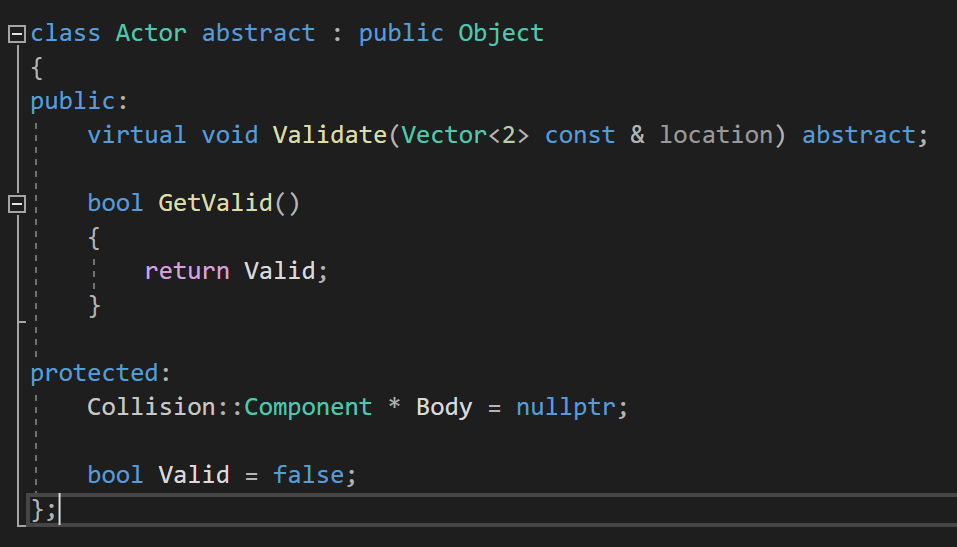 class Actor abstract : public Object
{
public:
    virtual void Validate(Vector<2> const & location) abstract;

    bool GetValid()
    {
        return Valid;
    }

protected:
    Collision::Component * Body = nullptr;

    bool Valid = false;
};